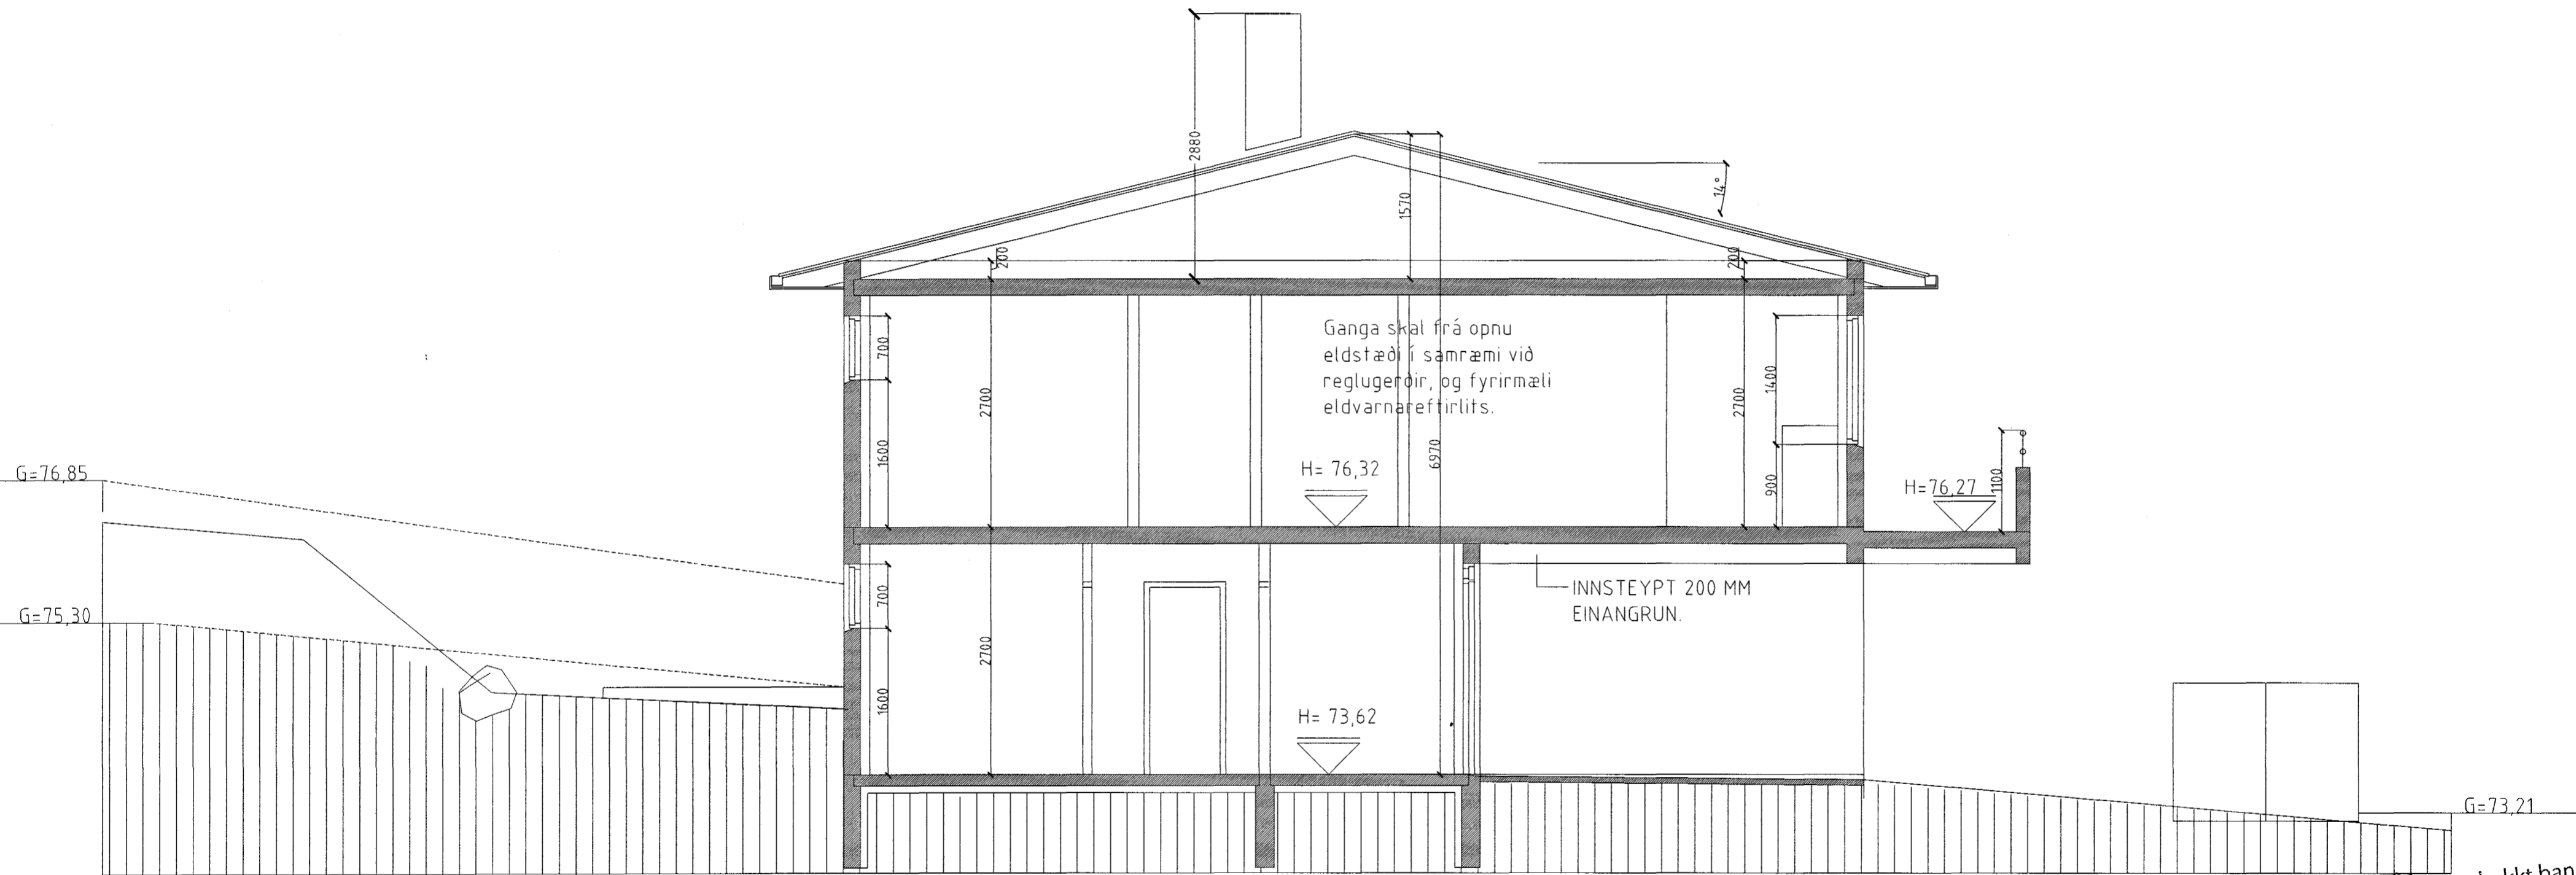 2880
14°
1570
200
200
Ganga skal frá opnu
eldstæði í samræmi við
reglugerðir, og fyrirmæli
eldvarnareftirlits.
700
1400
2700
2700
1600
6970
G=76,85
H= 76,32
900
H=76,27
1100
INNSTEYPT 200 MM
EINANGRUN.
700
G=75,30
2700
1600
H= 73,62
G=73,21